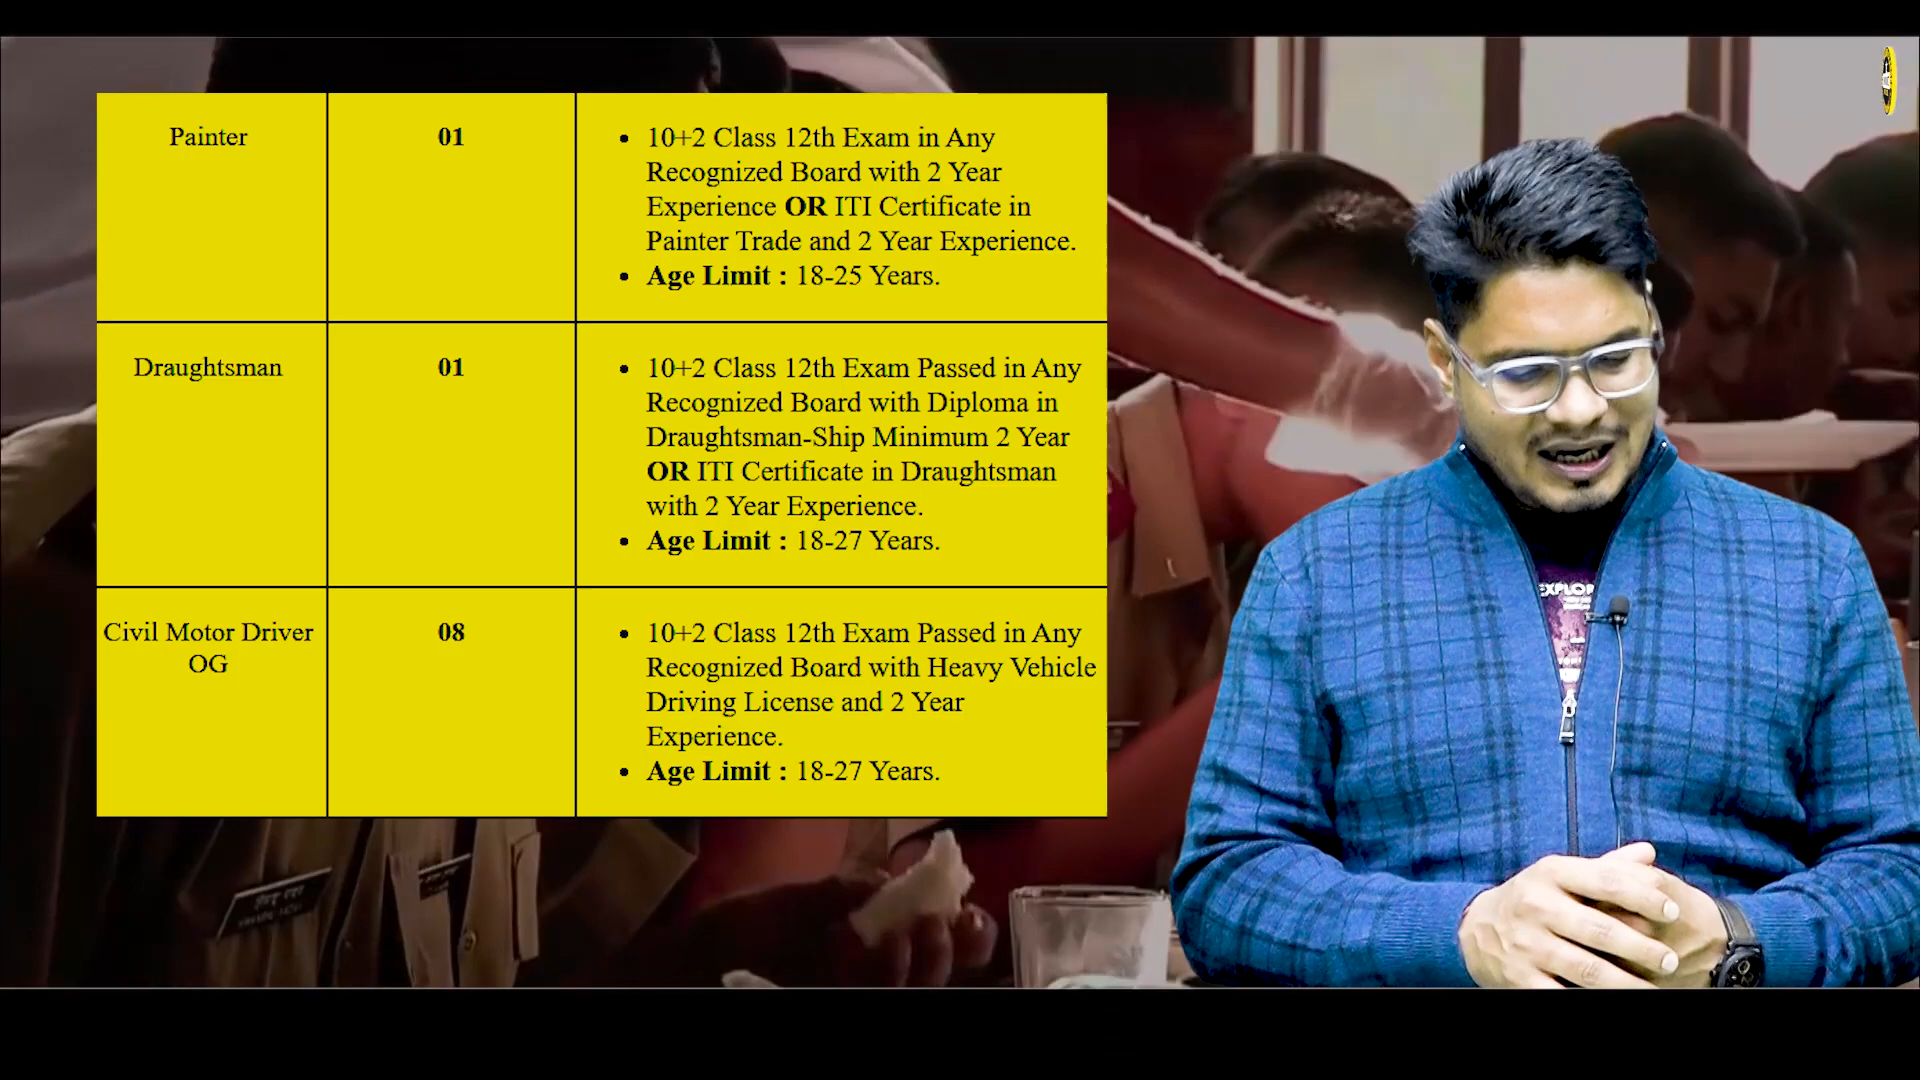 Painter
01
• 10+2 Class 12th Exam in Any
Recognized Board with 2 Year
Experience OR ITI Certificate in
Painter Trade and 2 Year Experience.
• Age Limit : 18-25 Years.
Draughtsman
01
• 10+2 Class 12th Exam Passed in Any
Recognized Board with Diploma in
Draughtsman-Ship Minimum 2 Year
OR ITI Certificate in Draughtsman
with 2 Year Experience.
• Age Limit : 18-27 Years.
Civil Motor Driver
OG
08
• 10+2 Class 12th Exam Passed in Any
Recognized Board with Heavy Vehicle
Driving License and 2 Year
Experience.
• Age Limit : 18-27 Years.
EXPLOR